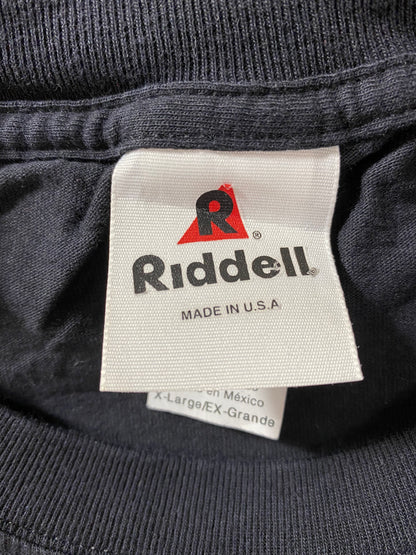 R®
Riddell®
MADE IN U.S.A
en México
X-Large/EX-Grande